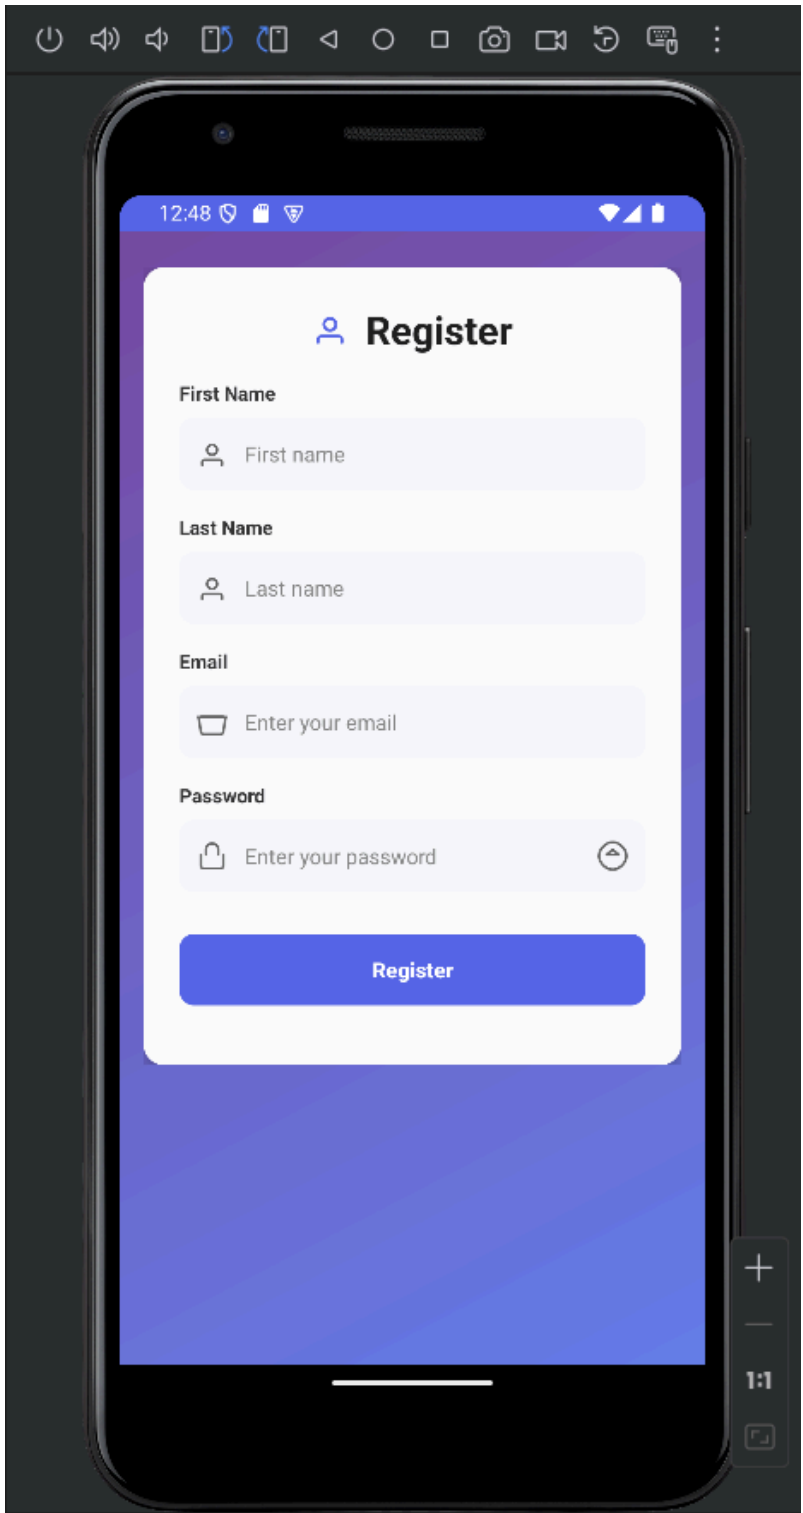 12:48
Register
First Name
First name
Last Name
Last name
Email
Enter your email
Password
Enter your password
Register
1:1